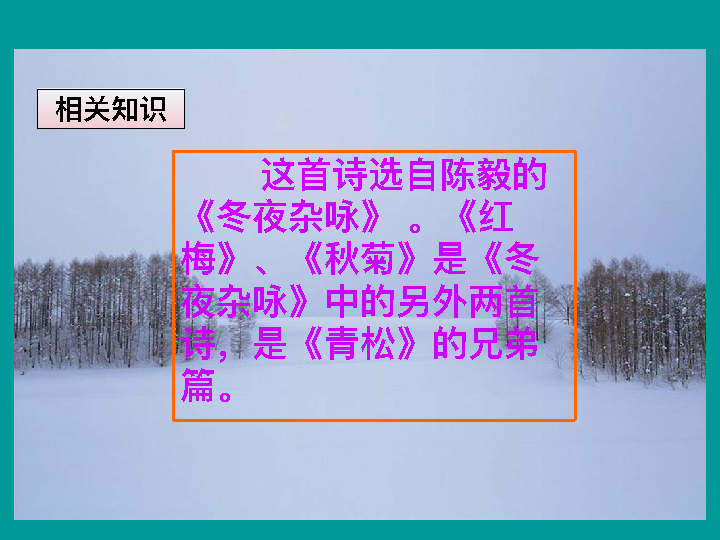 相关知识
这首诗选自陈毅的
《冬夜杂咏》 。《红
梅》、《秋菊》是《冬
夜杂咏》中的另外两首
诗，是《青松》的兄弟
篇。